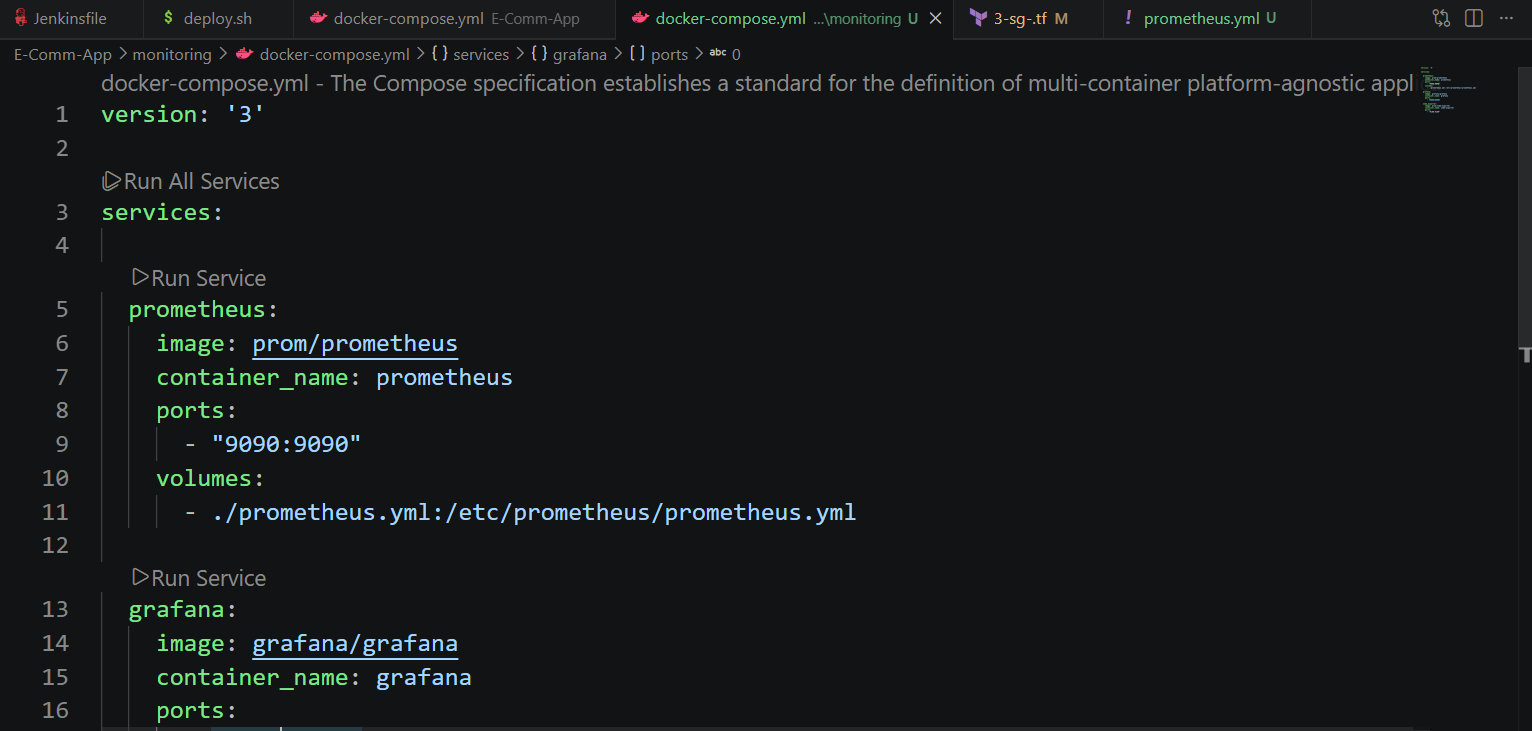 Jenkinsfile $ deploy.sh docker-compose.yml E-Comm-App docker-compose.yml ...\monitoring U 3-sg-.tf M ! prometheus.yml U ...
E-Comm-App > monitoring > docker-compose.yml > { } services > { } grafana > [ ] ports > abc 0
docker-compose.yml - The Compose specification establishes a standard for the definition of multi-container platform-agnostic appl
1 version: '3'
2
Run All Services
3 services:
4
Run Service
5 prometheus:
6 image: prom/prometheus
7 container_name: prometheus
8 ports:
9 - "9090:9090"
10 volumes:
11 - ./prometheus.yml:/etc/prometheus/prometheus.yml
12
Run Service
13 grafana:
14 image: grafana/grafana
15 container_name: grafana
16 ports: